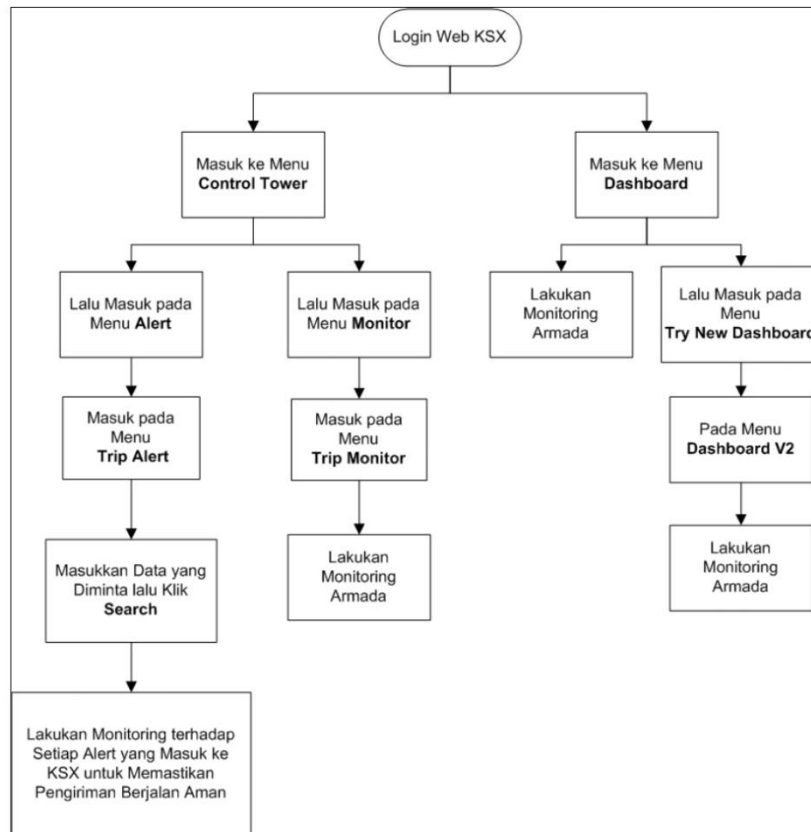 Login Web KSX
Masuk ke Menu
Control Tower
Masuk ke Menu
Dashboard
Lalu Masuk pada
Menu Alert
Lalu Masuk pada
Menu Monitor
Lakukan
Monitoring
Armada
Lalu Masuk pada
Menu
Try New Dashboard
Masuk pada
Menu
Trip Alert
Masuk pada
Menu
Trip Monitor
Pada Menu
Dashboard V2
Masukkan Data yang
Diminta lalu Klik
Search
Lakukan
Monitoring
Armada
Lakukan
Monitoring
Armada
Lakukan Monitoring terhadap
Setiap Alert yang Masuk ke
KSX untuk Memastikan
Pengiriman Berjalan Aman